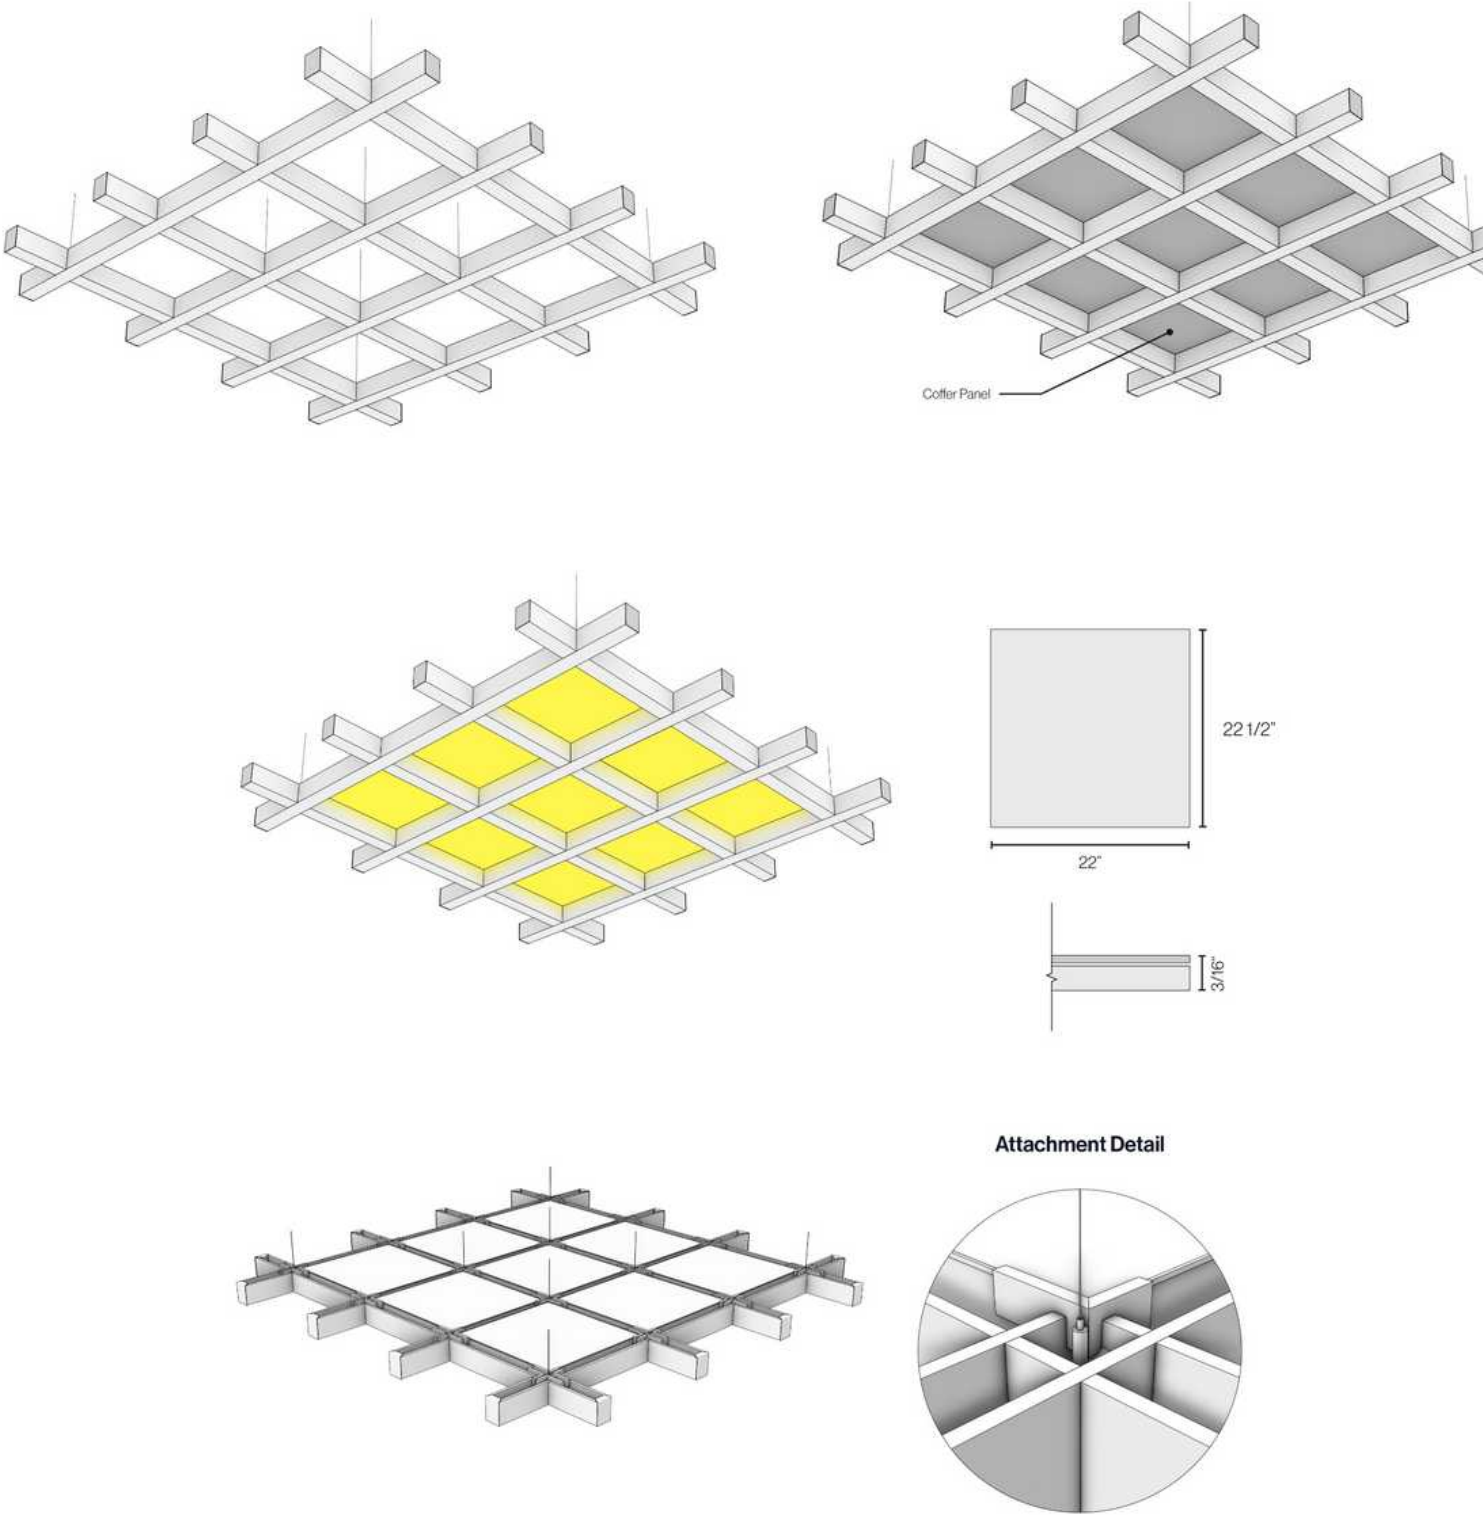 Coffer Panel
22 1/2"
22"
3/16"
Attachment Detail